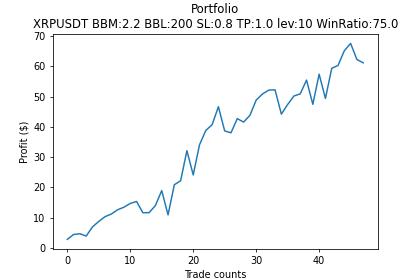 Portfolio
XRPUSDT BBM:2.2 BBL:200 SL:0.8 TP:1.0 lev:10 WinRatio:75.0
70
60
50
40
30
20
10
0
Profit ($)
0 10 20 30 40
Trade counts